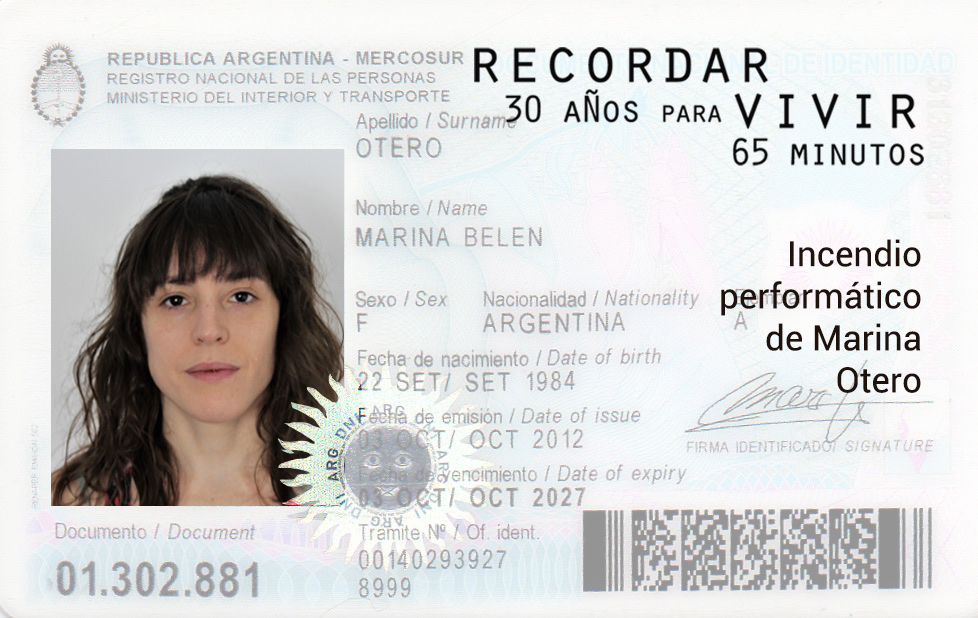 REPUBLICA ARGENTINA - MERCOSUR
REGISTRO NACIONAL DE LAS PERSONAS
MINISTERIO DEL INTERIOR Y TRANSPORTE
RECORDAR
30 AÑOS PARA VIVIR
65 MINUTOS
Apellido / Surname
OTERO
Nombre / Name
MARINA BELEN
Incendio
performático
de Marina
Otero
Sexo / Sex Nacionalidad / Nationality
F ARGENTINA A
Fecha de nacimiento / Date of birth
22 SET/ SET 1984
Fecha de emisión / Date of issue
03 OCT/ OCT 2012
FIRMA IDENTIFICADO/ SIGNATURE
Fecha de vencimiento / Date of expiry
03 OCT/ OCT 2027
ARG DNI ARG
Documento / Document
01.302.881
Trámite Nº / Of. ident.
00140293927
8999